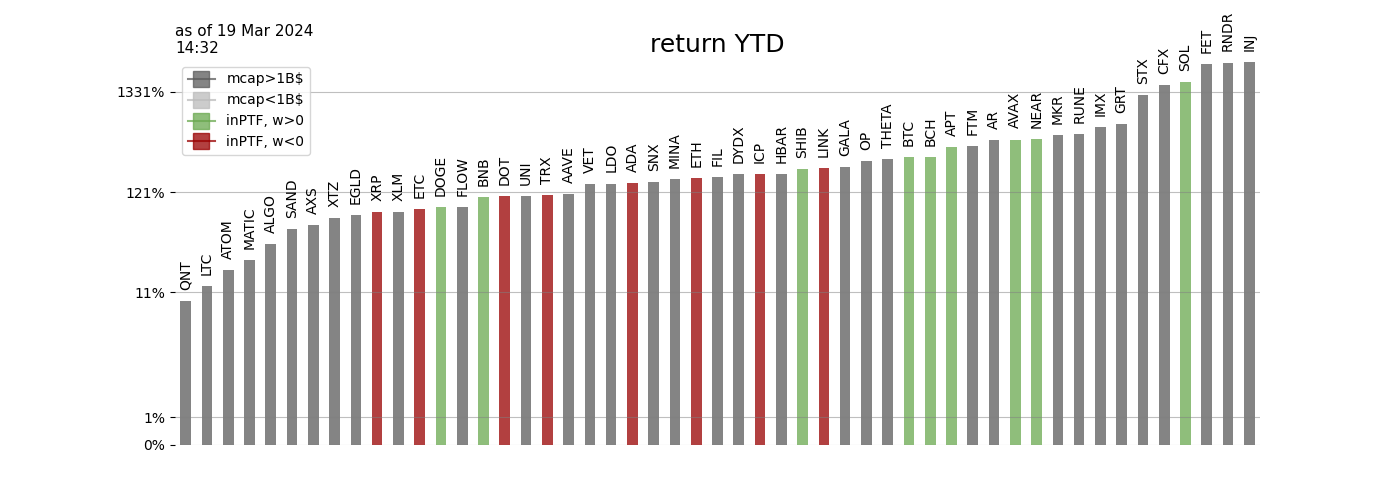 as of 19 Mar 2024
14:32
return YTD
mcap>1B$
mcap<1B$
inPTF, w>0
inPTF, w<0
1331%
121%
11%
1%
0%
QNT
LTC
ATOM
MATIC
ALGO
SAND
AXS
XTZ
EGLD
XRP
XLM
ETC
DOGE
FLOW
BNB
DOT
UNI
TRX
AAVE
VET
LDO
ADA
SNX
MINA
ETH
FIL
DYDX
ICP
HBAR
SHIB
LINK
GALA
OP
THETA
BTC
BCH
APT
FTM
AR
AVAX
NEAR
MKR
RUNE
IMX
GRT
STX
CFX
SOL
FET
RNDR
INJ